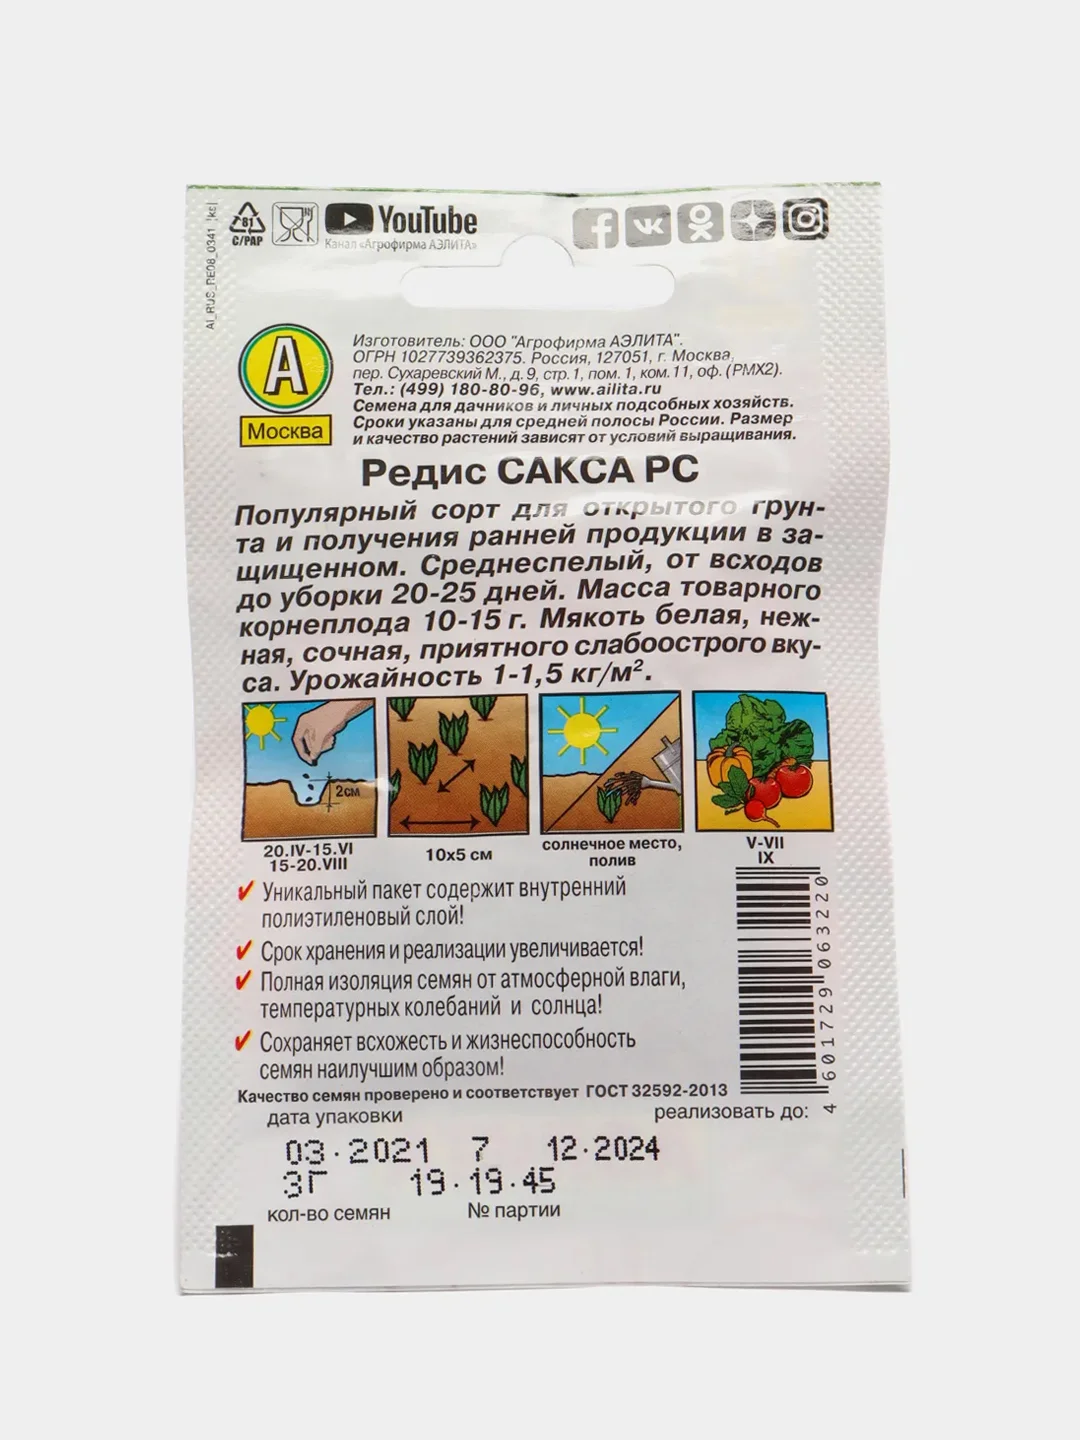 81
C/PAP
YouTube
Канал «Агрофирма АЭЛИТА»
AI_RUS_RE08_0341
А
Москва
Изготовитель: ООО "Агрофирма АЭЛИТА".
ОГРН 1027739362375. Россия, 127051, г. Москва,
пер. Сухаревский М., д. 9, стр. 1, пом. 1, ком. 11, оф. (РМХ2).
Тел.: (499) 180-80-96, www.ailita.ru
Семена для дачников и личных подсобных хозяйств.
Сроки указаны для средней полосы России. Размер
и качество растений зависят от условий выращивания.
Редис САКСА РС
Популярный сорт для открытого грун-
та и получения ранней продукции в за-
щищенном. Среднеспелый, от всходов
до уборки 20-25 дней. Масса товарного
корнеплода 10-15 г. Мякоть белая, неж-
ная, сочная, приятного слабоострого вку-
са. Урожайность 1-1,5 кг/м².
2см
20.IV-15.VI
15-20.VIII
10х5 см
солнечное место,
полив
V-VII
IX
Уникальный пакет содержит внутренний
полиэтиленовый слой!
Срок хранения и реализации увеличивается!
Полная изоляция семян от атмосферной влаги,
температурных колебаний и солнца!
Сохраняет всхожесть и жизнеспособность
семян наилучшим образом!
4 601729 063220
Качество семян проверено и соответствует ГОСТ 32592-2013
дата упаковки реализовать до:
03.2021 7 12.2024
3Г 19.19.45
кол-во семян № партии